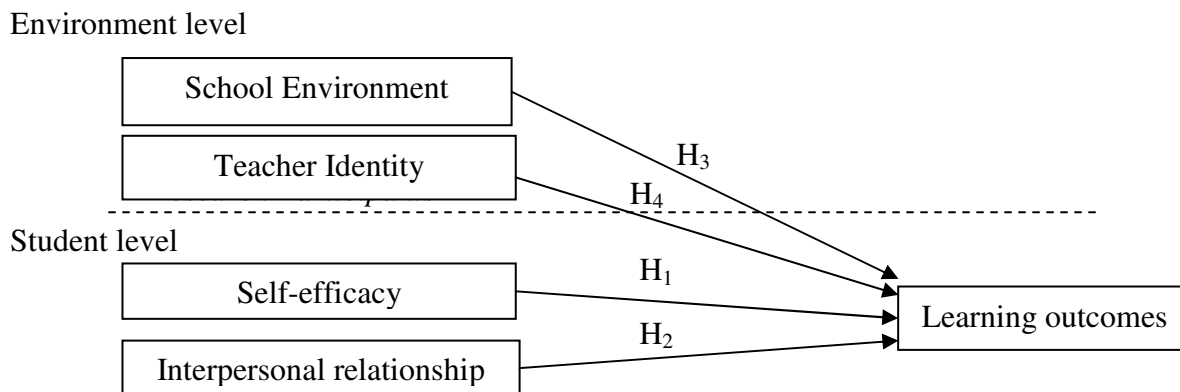 Environment level
School Environment
Teacher Identity
H₃
H₄
Student level
Self-efficacy
H₁
Learning outcomes
H₂
Interpersonal relationship